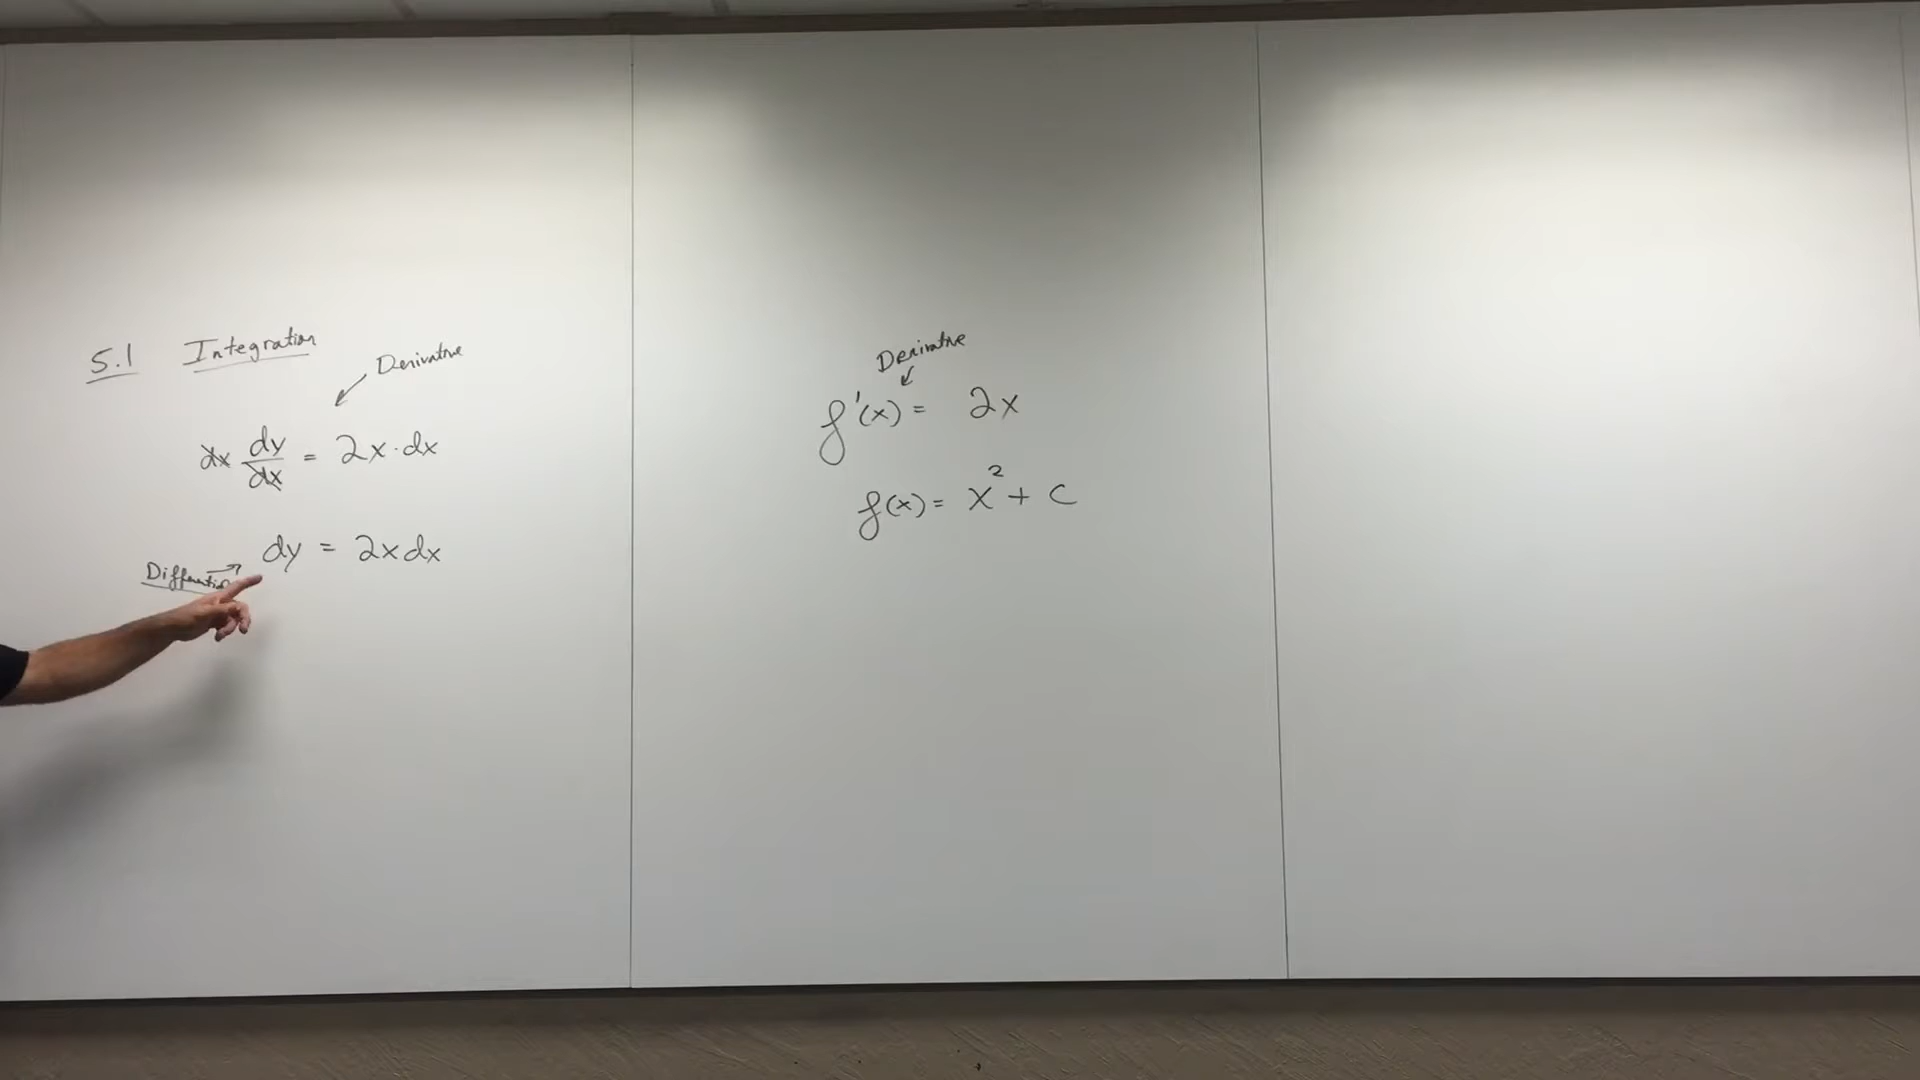 5.1 Integration
Derivative
dx dy/dx = 2x·dx
dy = 2x dx
Derivative
f'(x) = 2x
f(x) = x² + C